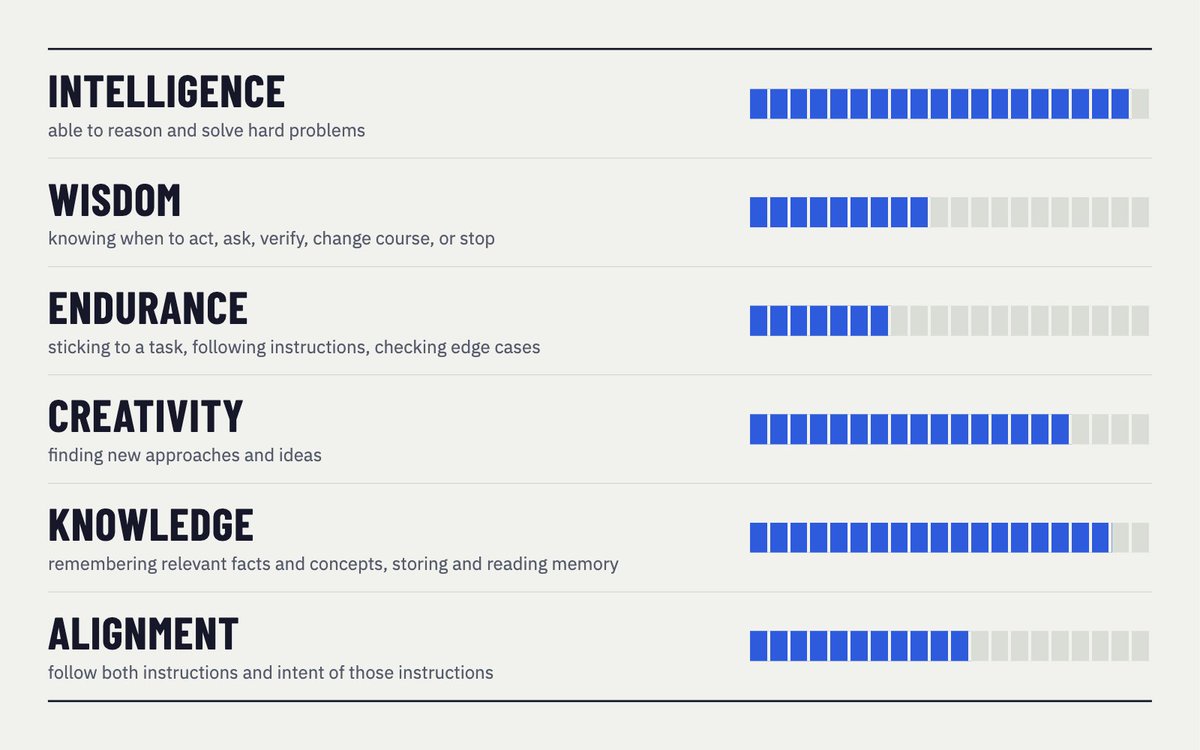 INTELLIGENCE
able to reason and solve hard problems
WISDOM
knowing when to act, ask, verify, change course, or stop
ENDURANCE
sticking to a task, following instructions, checking edge cases
CREATIVITY
finding new approaches and ideas
KNOWLEDGE
remembering relevant facts and concepts, storing and reading memory
ALIGNMENT
follow both instructions and intent of those instructions